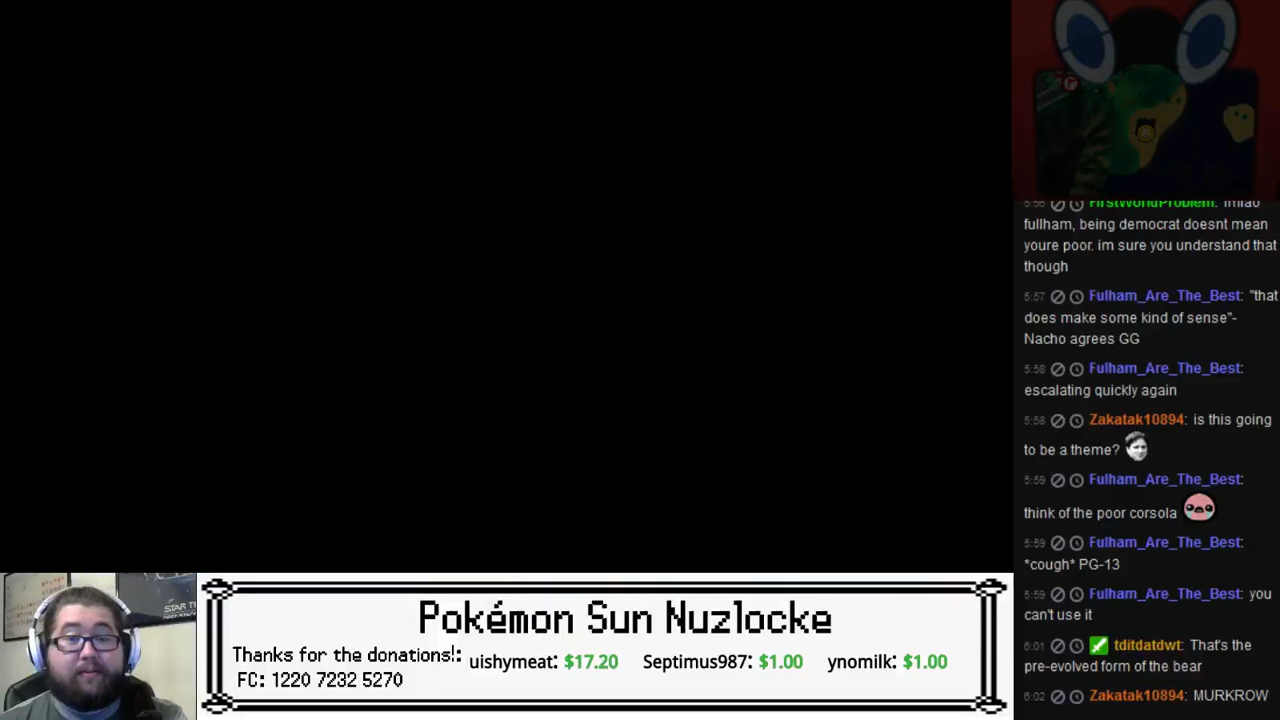 5:56 FirstWorldProblem: lmao
fullham, being democrat doesnt mean
youre poor. im sure you understand that
though
5:57 Fulham_Are_The_Best: "that
does make some kind of sense"-
Nacho agrees GG
5:58 Fulham_Are_The_Best:
escalating quickly again
5:58 Zakatak10894: is this going
to be a theme?
5:59 Fulham_Are_The_Best:
think of the poor corsola
5:59 Fulham_Are_The_Best:
*cough* PG-13
5:59 Fulham_Are_The_Best: you
can't use it
6:01 tditdatdwt: That's the
pre-evolved form of the bear
6:02 Zakatak10894: MURKROW
STAR
Pokémon Sun Nuzlocke
Thanks for the donations!: uishymeat: $17.20 Septimus987: $1.00 ynomilk: $1.00
FC: 1220 7232 5270